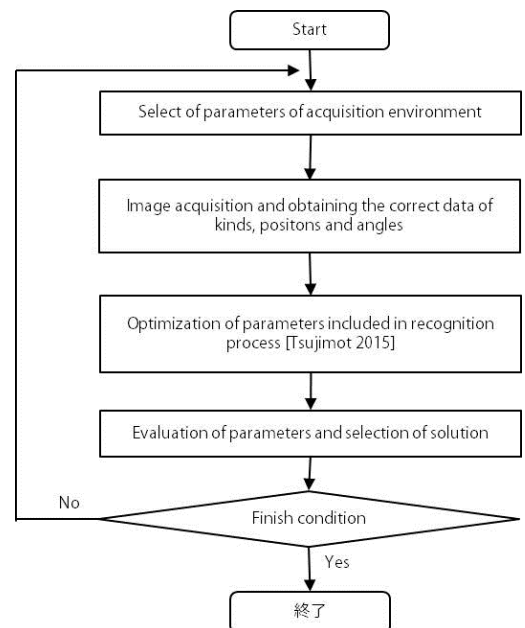 Start
Select of parameters of acquisition environment
Image acquisition and obtaining the correct data of
kinds, positons and angles
Optimization of parameters included in recognition
process [Tsujimot 2015]
Evaluation of parameters and selection of solution
No
Finish condition
Yes
終了